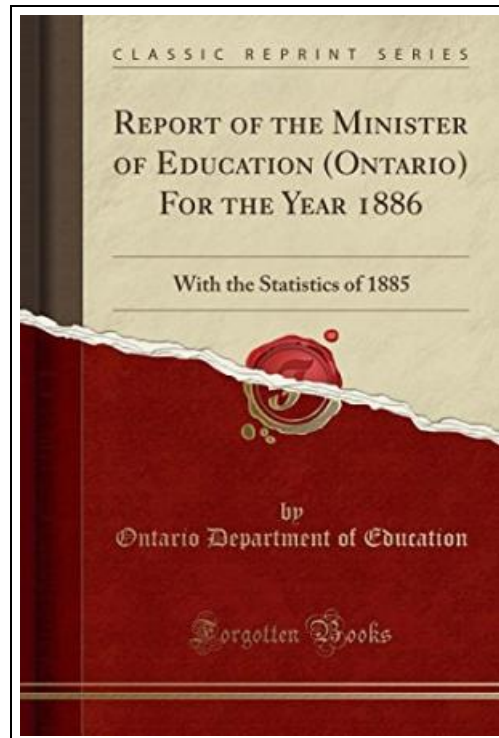 CLASSIC REPRINT SERIES
REPORT OF THE MINISTER
OF EDUCATION (ONTARIO)
FOR THE YEAR 1886
With the Statistics of 1885
F
by
Ontario Department of Education
Forgotten Books